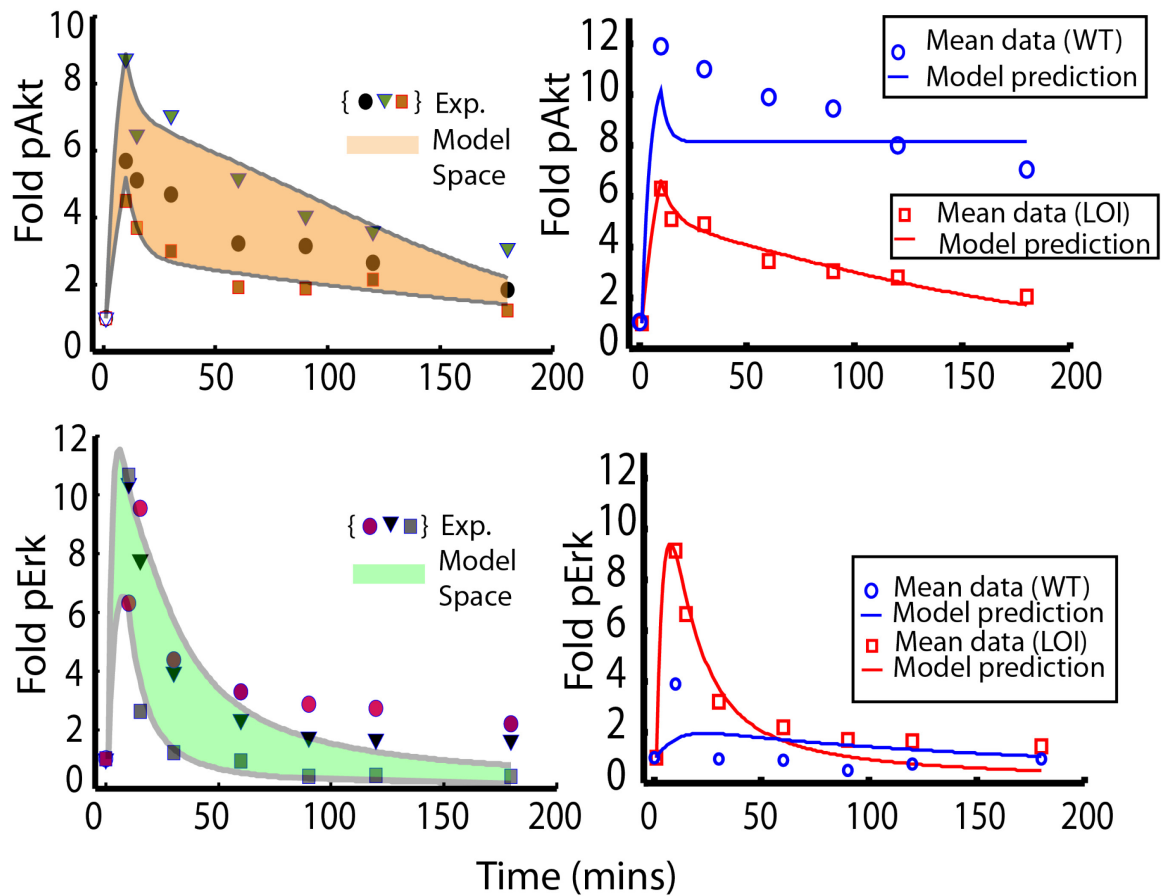 Fold pAkt
10
8
6
4
2
0
0 50 100 150 200
{ } Exp.
Model
Space
Fold pAkt
14
12
10
8
6
4
2
0
0 50 100 150 200
Mean data (WT)
Model prediction
Mean data (LOI)
Model prediction
Fold pErk
12
10
8
6
4
2
0
0 50 100 150 200
{ } Exp.
Model
Space
Fold pErk
12
10
8
6
4
2
0
0 50 100 150 200
Mean data (WT)
Model prediction
Mean data (LOI)
Model prediction
Time (mins)